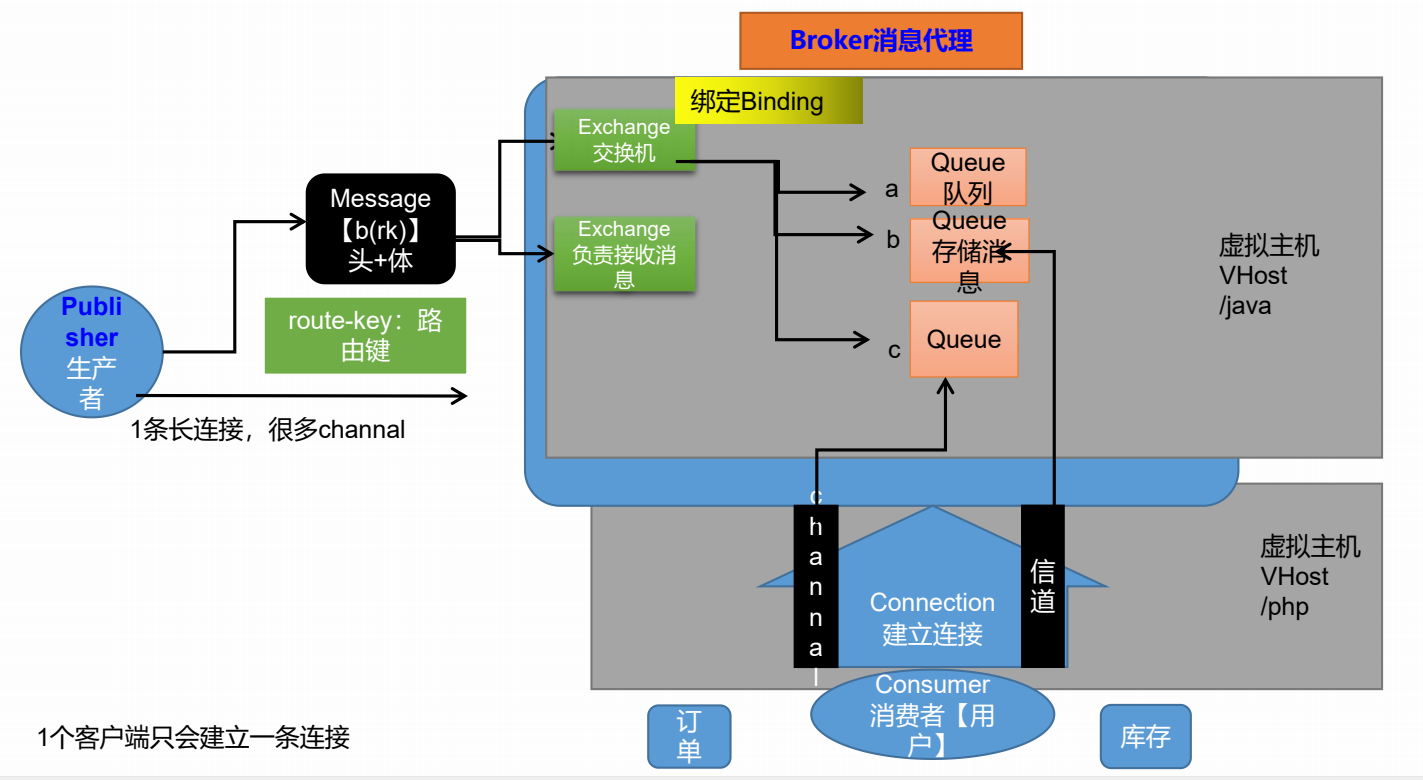 Broker消息代理
绑定Binding
Exchange
交换机
Queue
队列
a
Message
【b(rk)】
头+体
Exchange
负责接收消
息
Queue
存储消
息
b
虚拟主机
VHost
/java
Publi
sher
生产
者
route-key：路
由键
Queue
c
1条长连接，很多channal
c
h
a
n
n
a
l
信
道
Connection
建立连接
虚拟主机
VHost
/php
Consumer
消费者【用
户】
订
单
库存
1个客户端只会建立一条连接